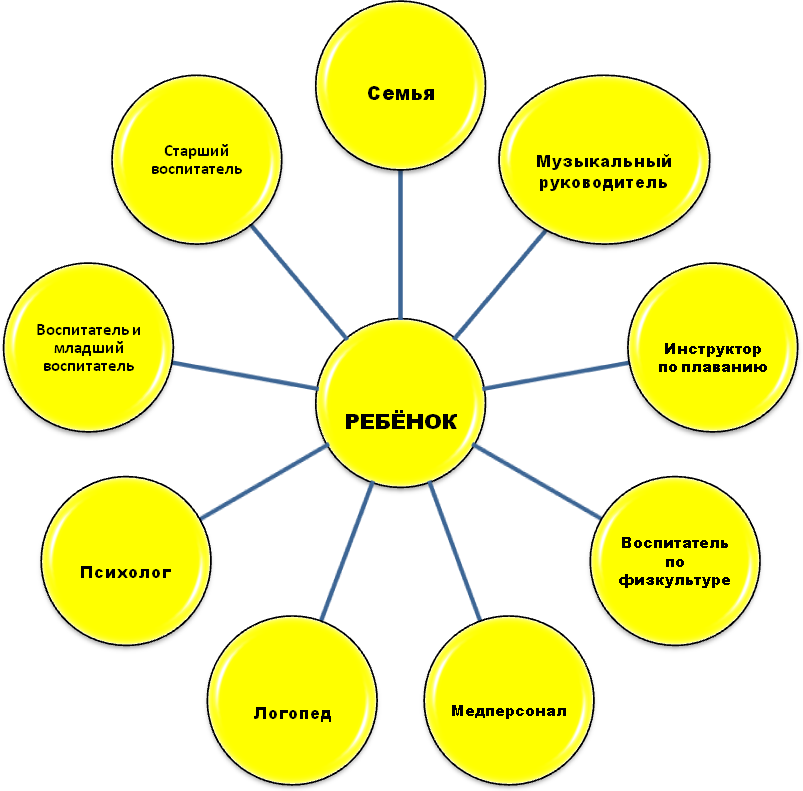 Семья
Музыкальный
руководитель
Инструктор
по плаванию
Воспитатель
по
физкультуре
Медперсонал
Логопед
Психолог
Воспитатель и
младший
воспитатель
Старший
воспитатель
РЕБЁНОК